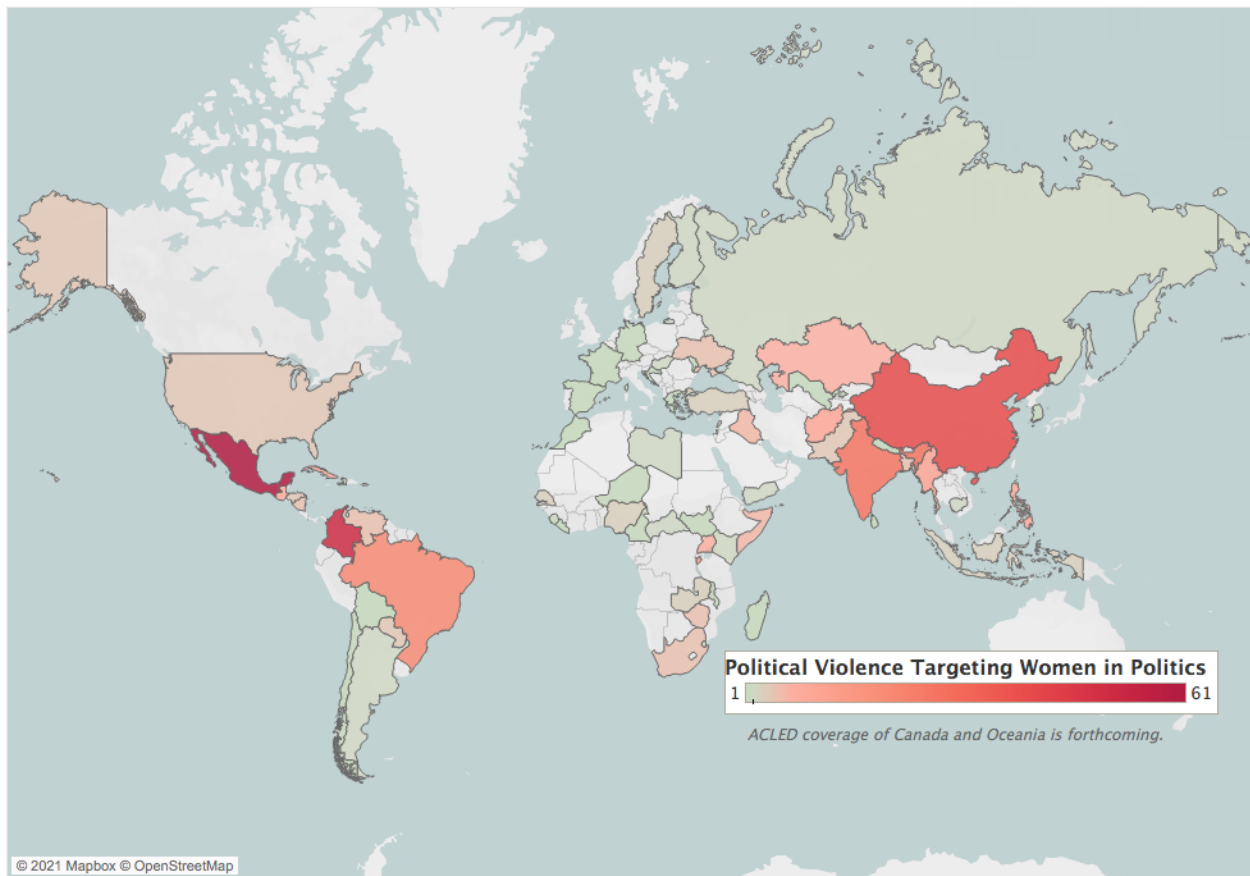 Political Violence Targeting Women in Politics
1 61
ACLED coverage of Canada and Oceania is forthcoming.
© 2021 Mapbox © OpenStreetMap